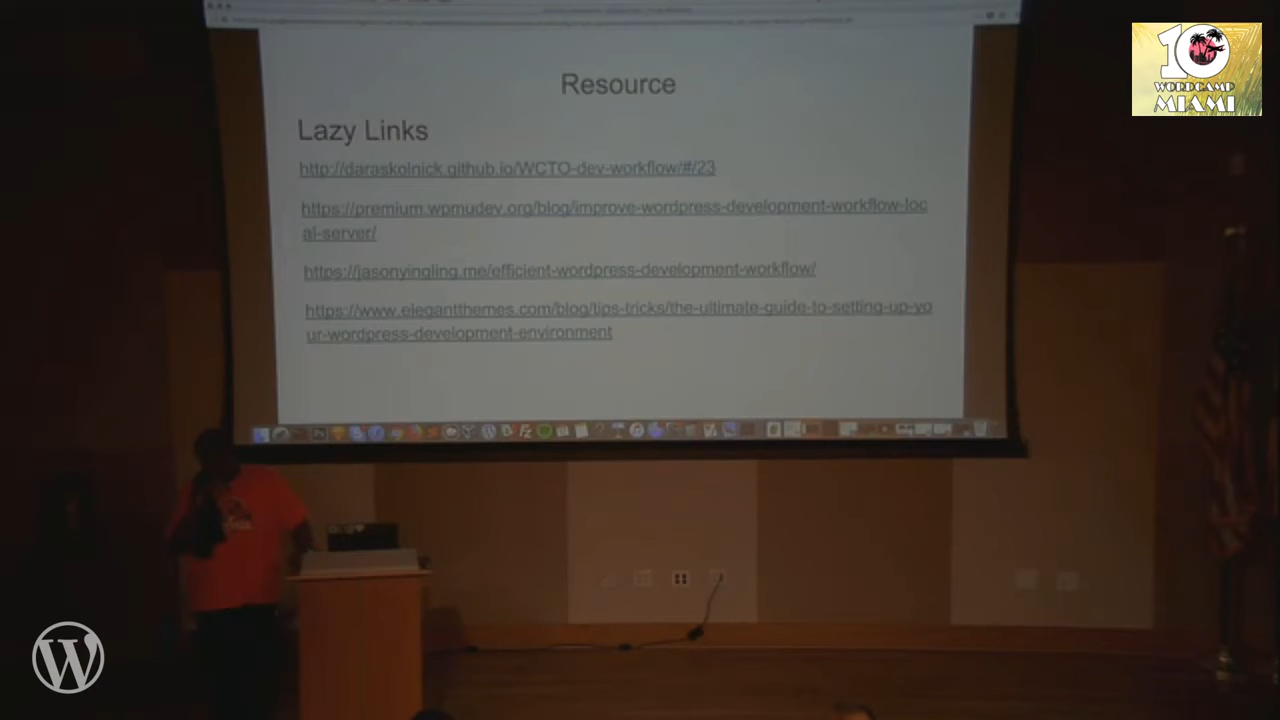 Resource
Lazy Links
http://daraskolnick.github.io/WCTO-dev-workflow/#/23
https://premium.wpmudev.org/blog/improve-wordpress-development-workflow-loc
al-server/
https://jasonyingling.me/efficient-wordpress-development-workflow/
https://www.elegantthemes.com/blog/tips-tricks/the-ultimate-guide-to-setting-up-yo
ur-wordpress-development-environment
10
WORDCAMP
MIAMI